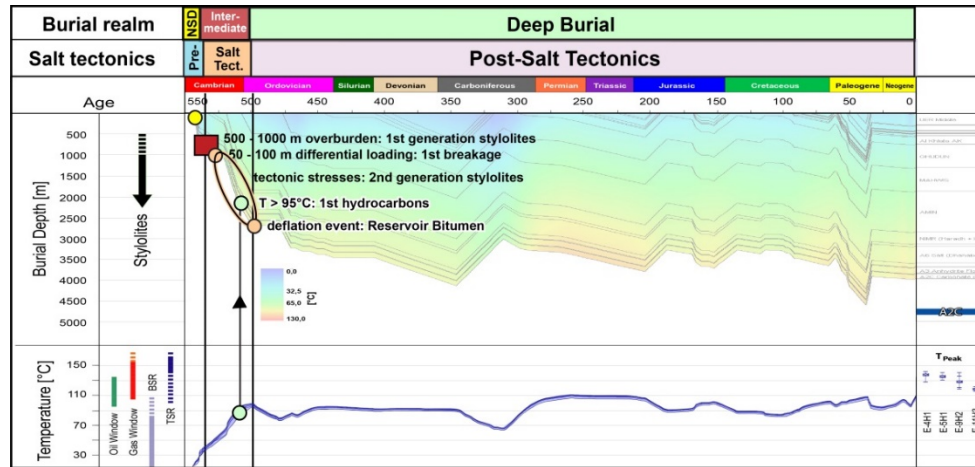 Burial realm
NSD
Inter-
mediate
Deep Burial
Salt tectonics
Pre-
Salt
Tect.
Post-Salt Tectonics
Age
Cambrian
Ordovician
Silurian
Devonian
Carboniferous
Permian
Triassic
Jurassic
Cretaceous
Paleogene
Neogene
550
500
450
400
350
300
250
200
150
100
50
0
Burial Depth [m]
500
1000
1500
2000
2500
3000
3500
4000
4500
5000
Stylolites
500 - 1000 m overburden: 1st generation stylolites
50 - 100 m differential loading: 1st breakage
tectonic stresses: 2nd generation stylolites
T > 95°C: 1st hydrocarbons
deflation event: Reservoir Bitumen
0,0
32,5
65,0
130,0
[°C]
A2C
Temperature [°C]
150
110
70
30
Oil Window
Gas Window
BSR
TSR
TPeak
E-4H1
E-5H1
E-9H2